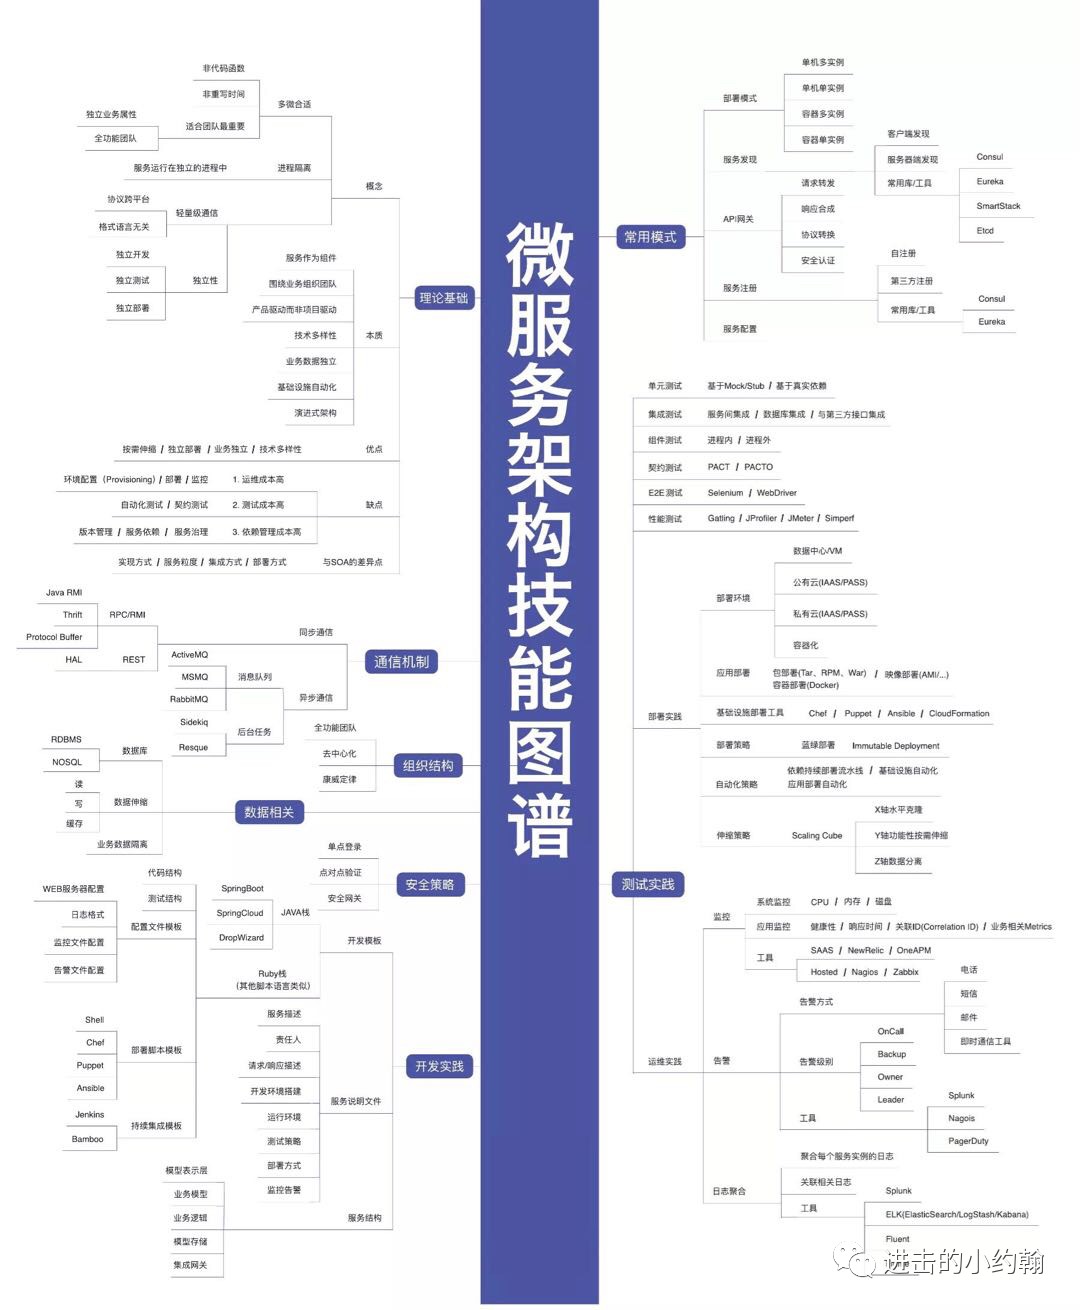 微服务架构技能图谱
理论基础
概念
多微合适
非代码函数
非重写时间
适合团队最重要
独立业务属性
全功能团队
进程隔离
服务运行在独立的进程中
轻量级通信
协议跨平台
格式语言无关
独立性
独立开发
独立测试
独立部署
本质
服务作为组件
围绕业务组织团队
产品驱动而非项目驱动
技术多样性
业务数据独立
基础设施自动化
演进式架构
优点
按需伸缩 / 独立部署 / 业务独立 / 技术多样性
缺点
1. 运维成本高
环境配置（Provisioning) / 部署 / 监控
2. 测试成本高
自动化测试 / 契约测试
3. 依赖管理成本高
版本管理 / 服务依赖 / 服务治理
与SOA的差异点
实现方式 / 服务粒度 / 集成方式 / 部署方式
通信机制
同步通信
RPC/RMI
Java RMI
Thrift
Protocol Buffer
REST
HAL
异步通信
消息队列
ActiveMQ
MSMQ
RabbitMQ
后台任务
Sidekiq
Resque
组织结构
全功能团队
去中心化
康威定律
数据相关
数据库
RDBMS
NOSQL
数据伸缩
读
写
缓存
业务数据隔离
安全策略
单点登录
点对点验证
安全网关
开发实践
开发模板
JAVA栈
SpringBoot
SpringCloud
DropWizard
Ruby栈
(其他脚本语言类似)
代码结构
测试结构
配置文件模板
WEB服务器配置
日志格式
监控文件配置
告警文件配置
部署脚本模板
Shell
Chef
Puppet
Ansible
持续集成模板
Jenkins
Bamboo
服务说明文件
服务描述
责任人
请求/响应描述
开发环境搭建
运行环境
测试策略
部署方式
监控告警
服务结构
模型表示层
业务模型
业务逻辑
模型存储
集成网关
常用模式
部署模式
单机多实例
单机单实例
容器多实例
容器单实例
服务发现
客户端发现
服务器端发现
常用库/工具
Consul
Eureka
SmartStack
Etcd
API网关
请求转发
响应合成
协议转换
安全认证
服务注册
自注册
第三方注册
常用库/工具
Consul
Eureka
服务配置
测试实践
单元测试 基于Mock/Stub / 基于真实依赖
集成测试 服务间集成 / 数据库集成 / 与第三方接口集成
组件测试 进程内 / 进程外
契约测试 PACT / PACTO
E2E测试 Selenium / WebDriver
性能测试 Gatling / JProfiler / JMeter / Simperf
部署实践
部署环境
数据中心/VM
公有云(IAAS/PASS)
私有云(IAAS/PASS)
容器化
应用部署
包部署(Tar、RPM、War) / 映像部署(AMI/...)
容器部署(Docker)
基础设施部署工具 Chef / Puppet / Ansible / CloudFormation
部署策略 蓝绿部署 Immutable Deployment
自动化策略
依赖持续部署流水线 / 基础设施自动化
应用部署自动化
伸缩策略 Scaling Cube
X轴水平克隆
Y轴功能性按需伸缩
Z轴数据分离
运维实践
监控
系统监控 CPU / 内存 / 磁盘
应用监控 健康性 / 响应时间 / 关联ID(Correlation ID) / 业务相关Metrics
工具
SAAS / NewRelic / OneAPM
Hosted / Nagios / Zabbix
告警
告警方式
电话
短信
邮件
即时通信工具
告警级别
OnCall
Backup
Owner
Leader
工具
Splunk
Nagois
PagerDuty
日志聚合
聚合每个服务实例的日志
关联相关日志
工具
Splunk
ELK(ElasticSearch/LogStash/Kabana)
Fluent
进击的小约翰